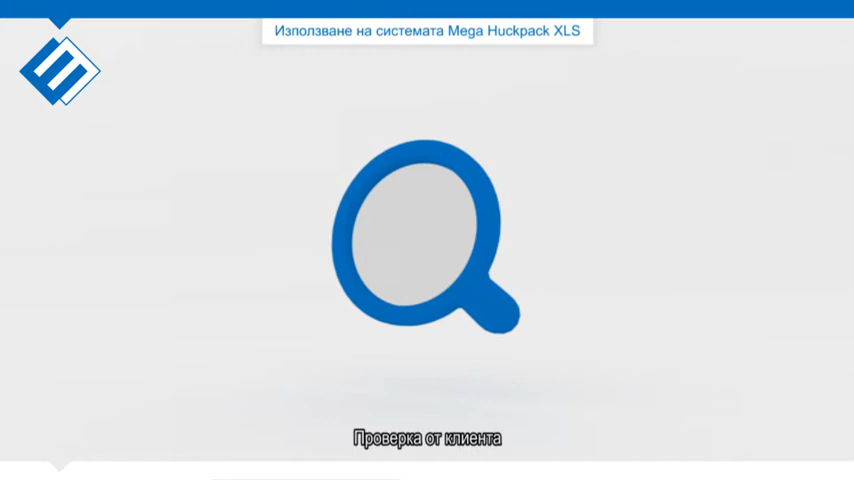 Използване на системата Mega Huckpack XLS
Проверка от клиента